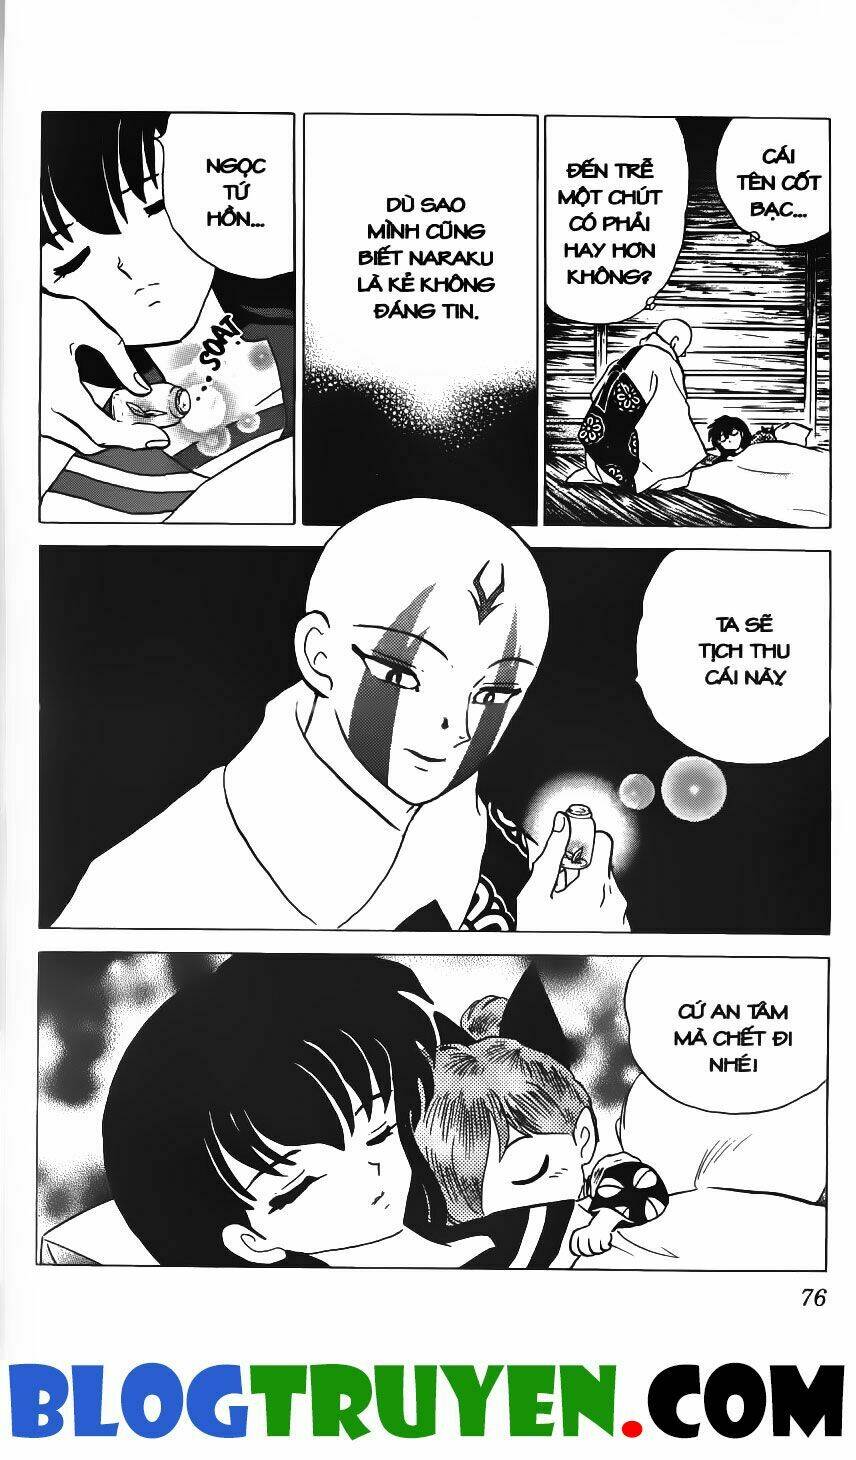 CÁI
TÊN CỐT
BẠC...
ĐẾN TRỄ
MỘT CHÚT
CÓ PHẢI
HAY HƠN
KHÔNG?
DÙ SAO
MÌNH CŨNG
BIẾT NARAKU
LÀ KẺ KHÔNG
ĐÁNG TIN.
NGỌC
TỨ
HỒN...
...SOẠT
TA SẼ
TỊCH THU
CÁI NÀY.
CỨ AN TÂM
MÀ CHẾT ĐI
NHÉ!
76
BLOGTRUYEN.COM